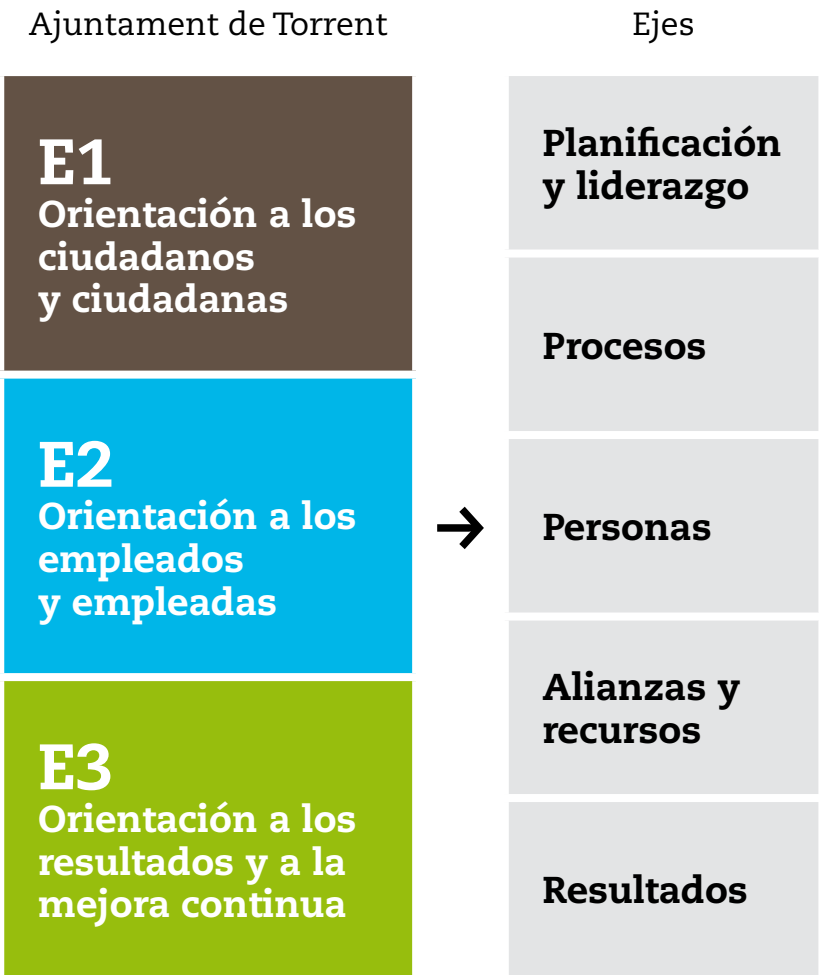 Ajuntament de Torrent
E1
Orientación a los
ciudadanos
y ciudadanas
E2
Orientación a los
empleados
y empleadas
E3
Orientación a los
resultados y a la
mejora continua
→
Ejes
Planificación
y liderazgo
Procesos
Personas
Alianzas y
recursos
Resultados